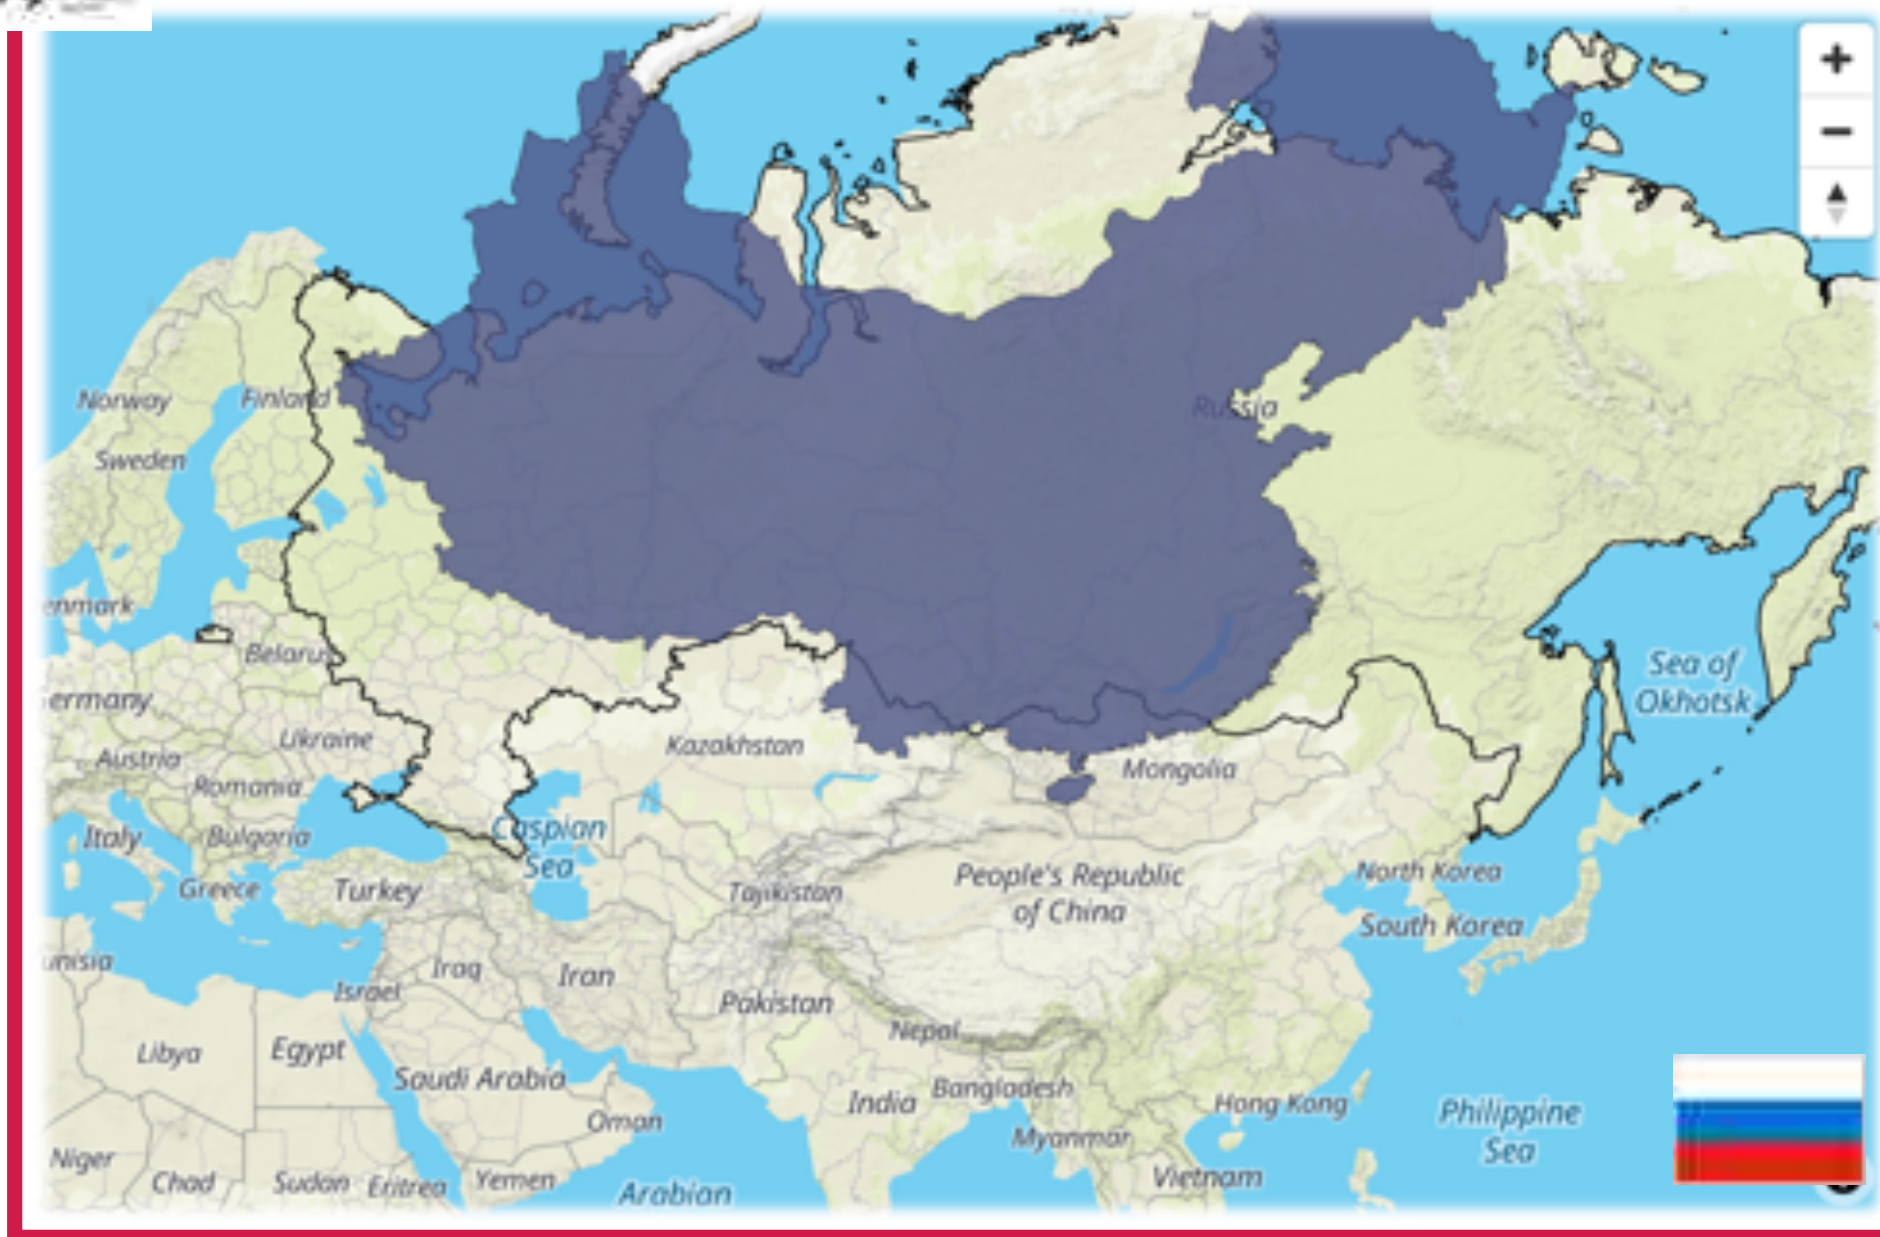 Norway
Finland
Russia
Sweden
enmark
Belarus
Sea of
Okhotsk
ermany
Ukraine
Kazakhstan
Austria
Mongolia
Romania
Caspian
Sea
Italy
Bulgaria
People's Republic
of China
North Korea
Greece
Turkey
Tajikistan
South Korea
unisia
Iraq
Iran
Israel
Pakistan
Nepal
Libya
Egypt
Saudi Arabia
India
Bangladesh
Hong Kong
Philippine
Sea
Oman
Myanmar
Niger
Chad
Sudan
Eritrea
Yemen
Arabian
Vietnam